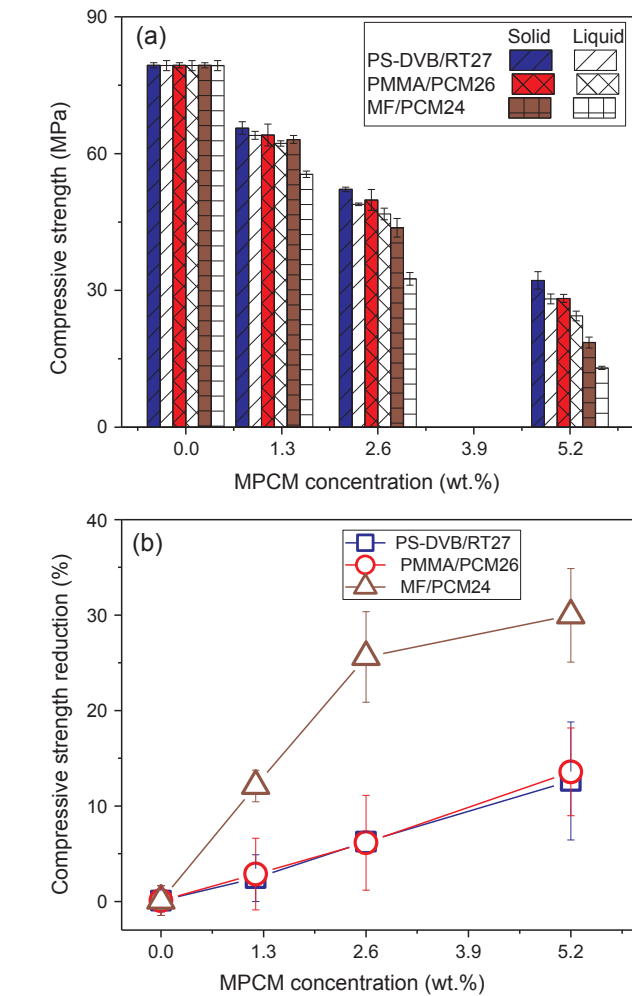 (a)
Solid Liquid
PS-DVB/RT27
PMMA/PCM26
MF/PCM24
90
60
30
0
Compressive strength (MPa)
0.0 1.3 2.6 3.9 5.2
MPCM concentration (wt.%)
(b)
PS-DVB/RT27
PMMA/PCM26
MF/PCM24
40
30
20
10
0
Compressive strength reduction (%)
0.0 1.3 2.6 3.9 5.2
MPCM concentration (wt.%)